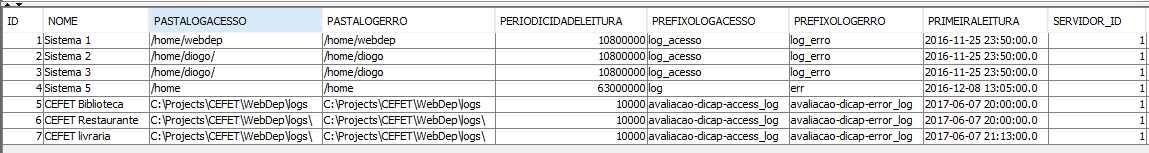 ID NOME PASTALOGACESSO PASTALOGERRO PERIODICIDADELEITURA PREFIXOLOGACESSO PREFIXOLOGERRO PRIMEIRALEITURA SERVIDOR_ID
1 Sistema 1 /home/webdep /home/webdep 10800000 log_acesso log_erro 2016-11-25 23:50:00.0 1
2 Sistema 2 /home/diogo/ /home/diogo 10800000 log_acesso log_erro 2016-11-25 23:50:00.0 1
3 Sistema 3 /home/diogo/ /home/diogo 10800000 log_acesso log_erro 2016-11-25 23:50:00.0 1
4 Sistema 5 /home /home 63000000 log err 2016-12-08 13:05:00.0 1
5 CEFET Biblioteca C:\Projects\CEFET\WebDep\logs C:\Projects\CEFET\WebDep\logs 10000 avaliacao-dicap-access_log avaliacao-dicap-error_log 2017-06-07 20:00:00.0 1
6 CEFET Restaurante C:\Projects\CEFET\WebDep\logs\ C:\Projects\CEFET\WebDep\logs\ 10000 avaliacao-dicap-access_log avaliacao-dicap-error_log 2017-06-07 20:00:00.0 1
7 CEFET livraria C:\Projects\CEFET\WebDep\logs\ C:\Projects\CEFET\WebDep\logs\ 10000 avaliacao-dicap-access_log avaliacao-dicap-error_log 2017-06-07 21:13:00.0 1